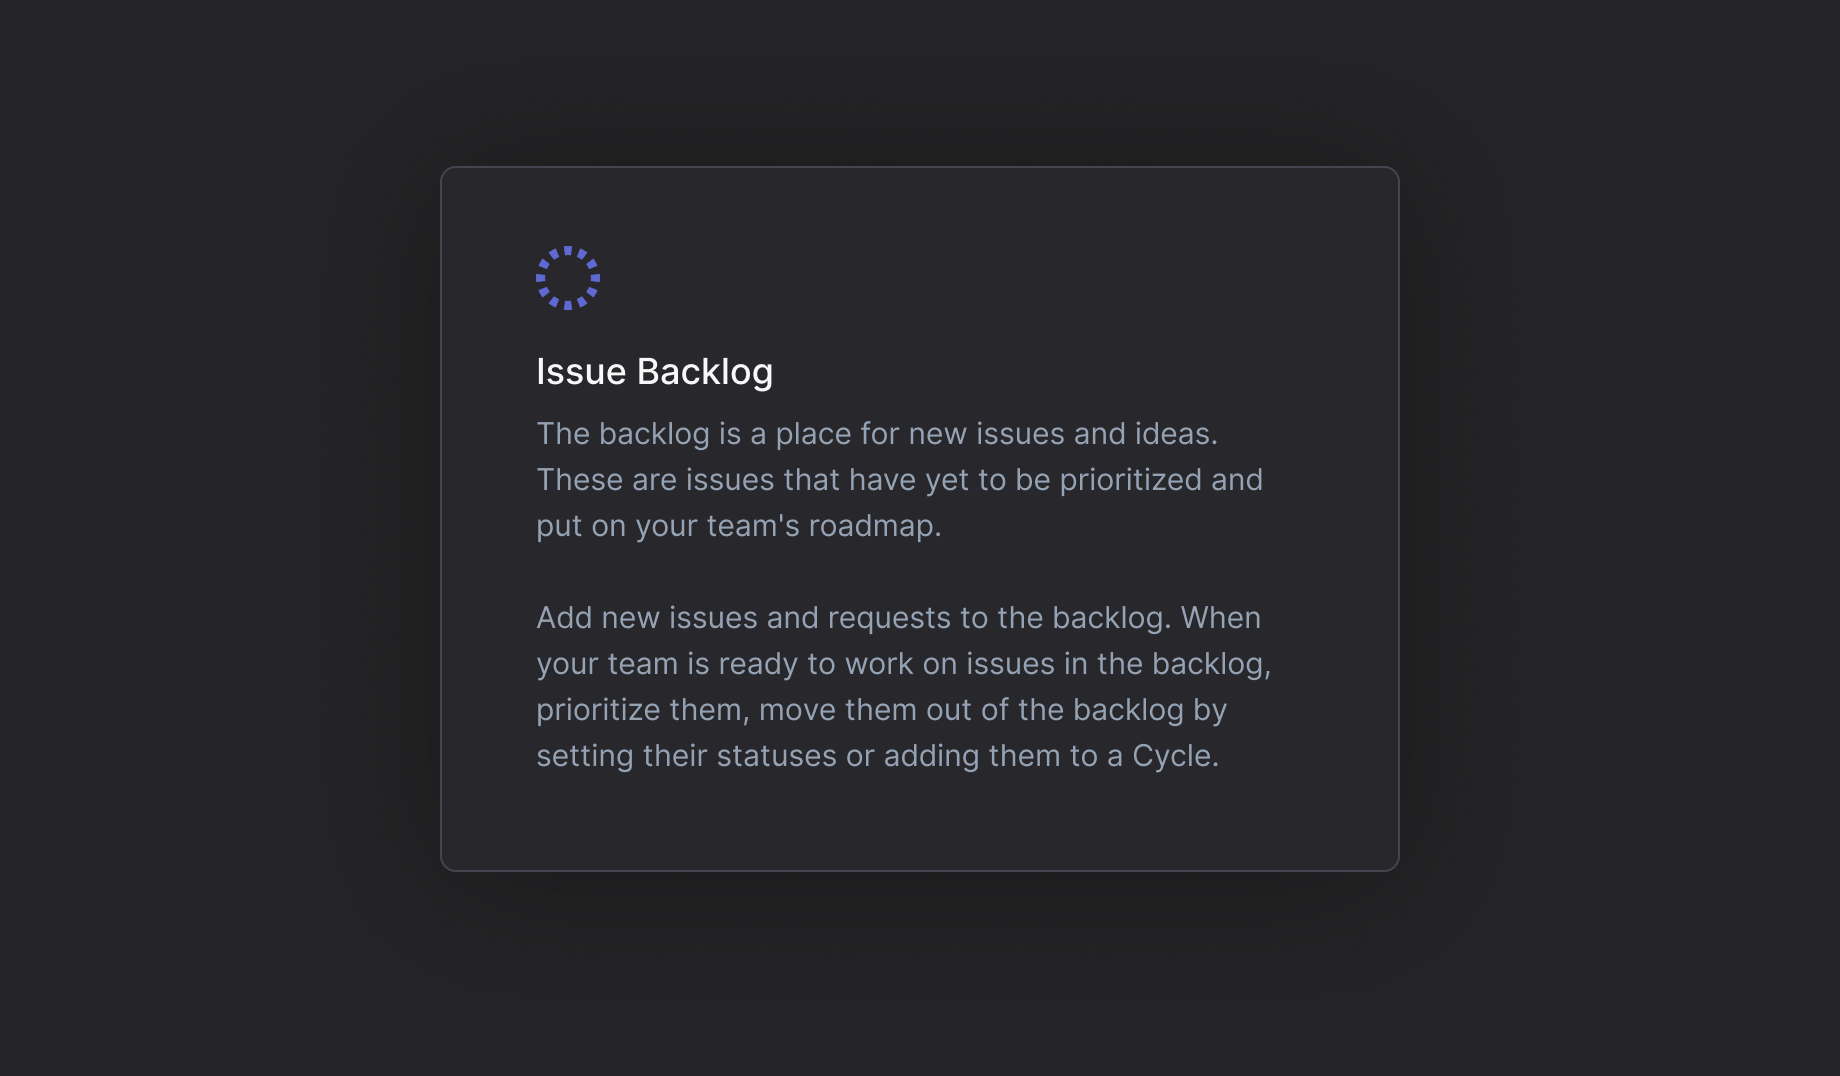 Issue Backlog
The backlog is a place for new issues and ideas.
These are issues that have yet to be prioritized and
put on your team's roadmap.
Add new issues and requests to the backlog. When
your team is ready to work on issues in the backlog,
prioritize them, move them out of the backlog by
setting their statuses or adding them to a Cycle.